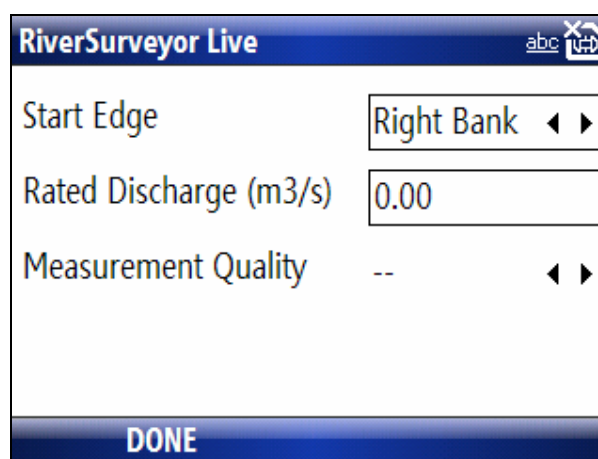 RiverSurveyor Live abc
Start Edge Right Bank
Rated Discharge (m3/s) 0.00
Measurement Quality --
DONE